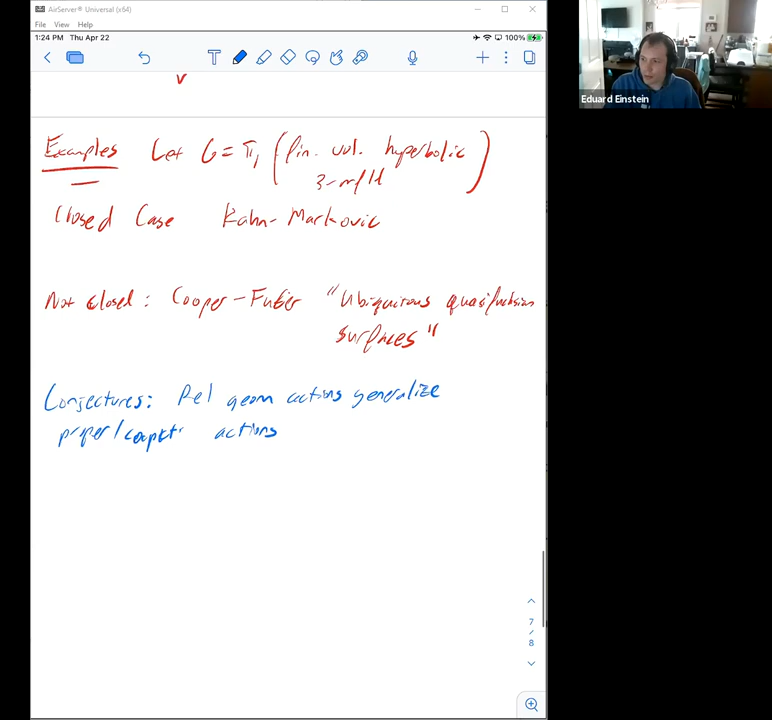 AirServer® Universal (x64)
File View Help
1:24 PM Thu Apr 22
100%
T
v
Examples Let G = π₁ (fin. vol. hyperbolic
3-mfld)
Closed Case Kahn-Markovic
Not closed: Cooper-Futer "Ubiquitous quasifuchsian
surfaces"
Conjectures: Rel geom actions generalize
proper/cocpct. actions
7
/
8
Eduard Einstein